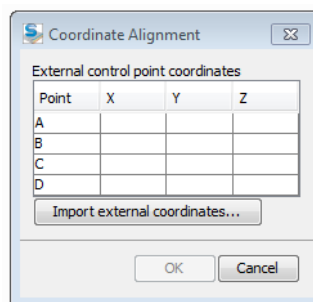 Coordinate Alignment
External control point coordinates
Point X Y Z
A
B
C
D
Import external coordinates...
OK Cancel